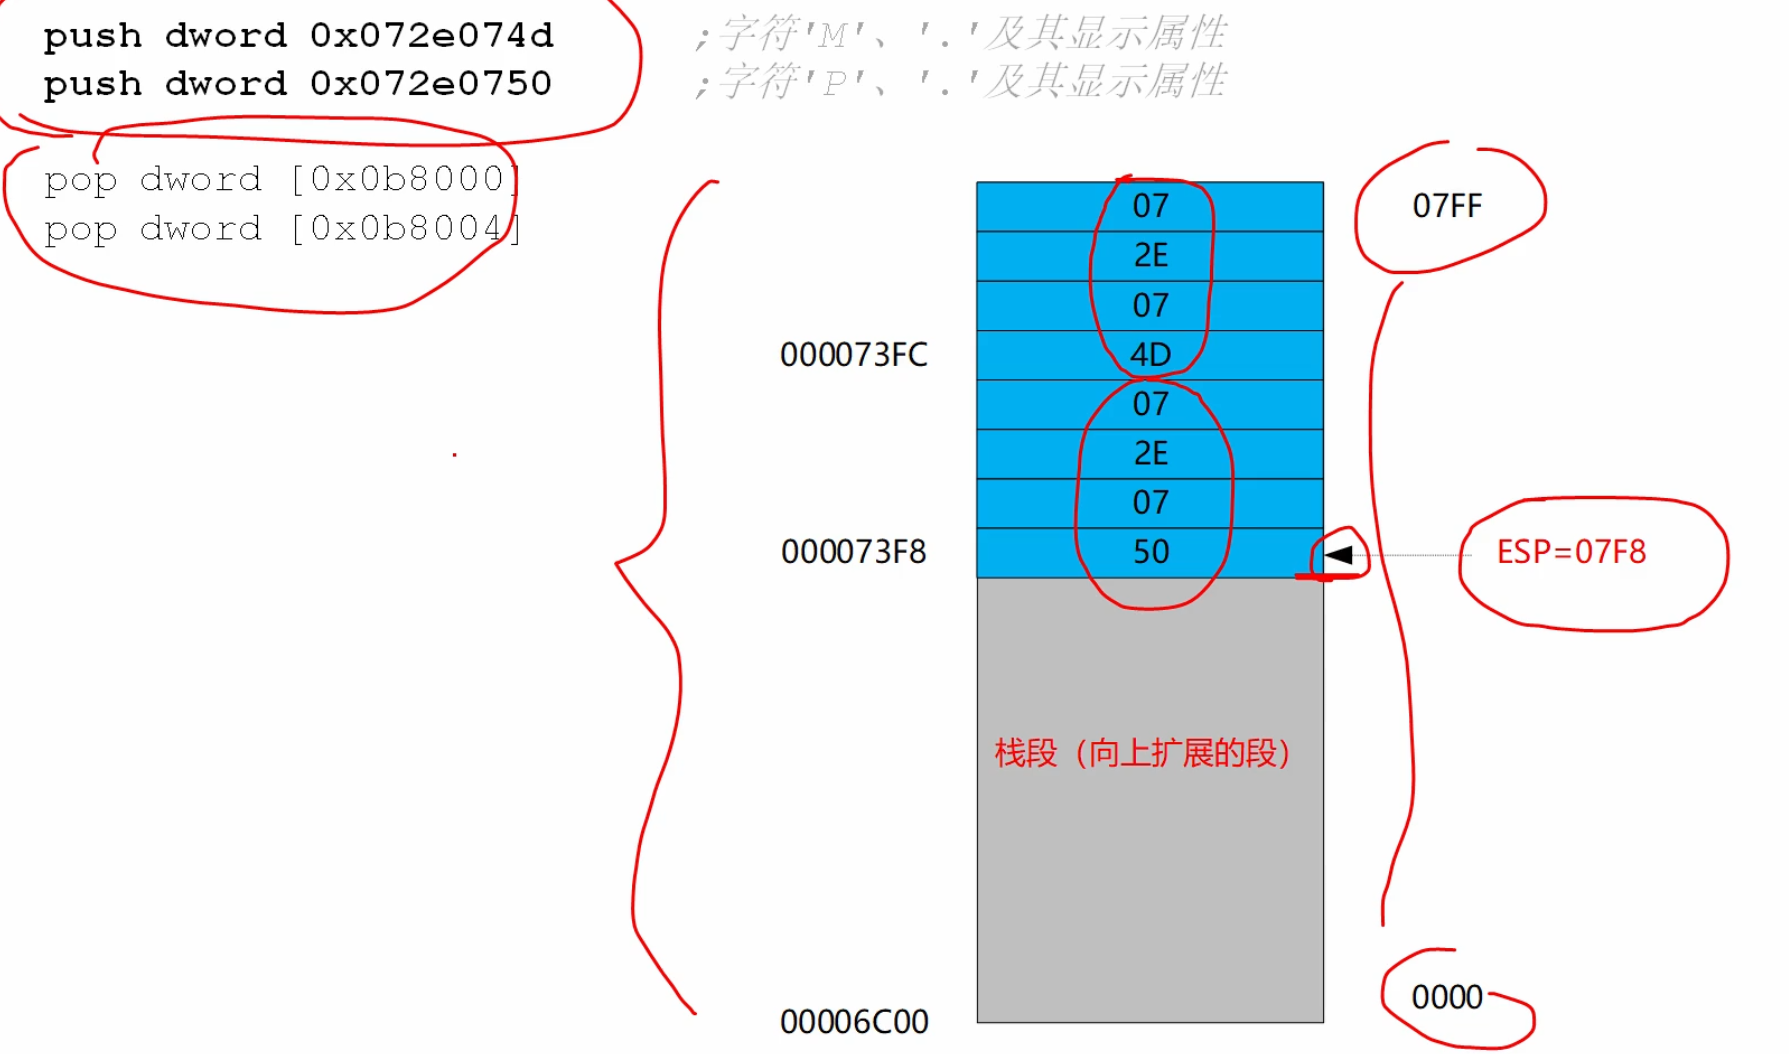 push dword 0x072e074d ;字符'M'、'.'及其显示属性
push dword 0x072e0750 ;字符'P'、'.'及其显示属性
pop dword [0x0b8000]
pop dword [0x0b8004]
07 07FF
2E
07
000073FC 4D
07
2E
07
000073F8 50 ESP=07F8
栈段（向上扩展的段）
0000
00006C00